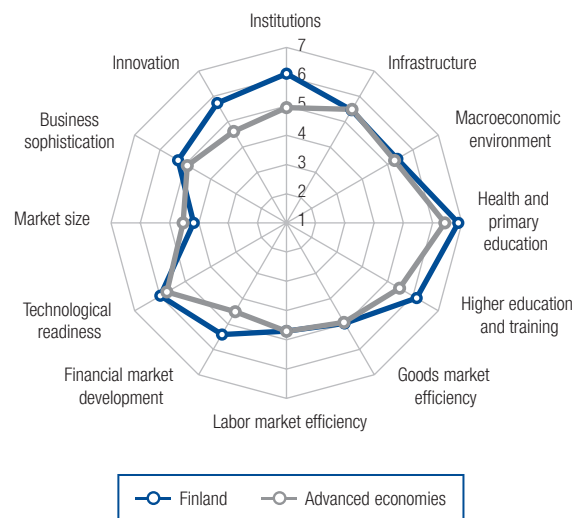 Institutions
7
6
5
4
3
2
1
Infrastructure
Macroeconomic
environment
Health and
primary
education
Higher education
and training
Goods market
efficiency
Labor market efficiency
Financial market
development
Technological
readiness
Market size
Business
sophistication
Innovation
Finland
Advanced economies